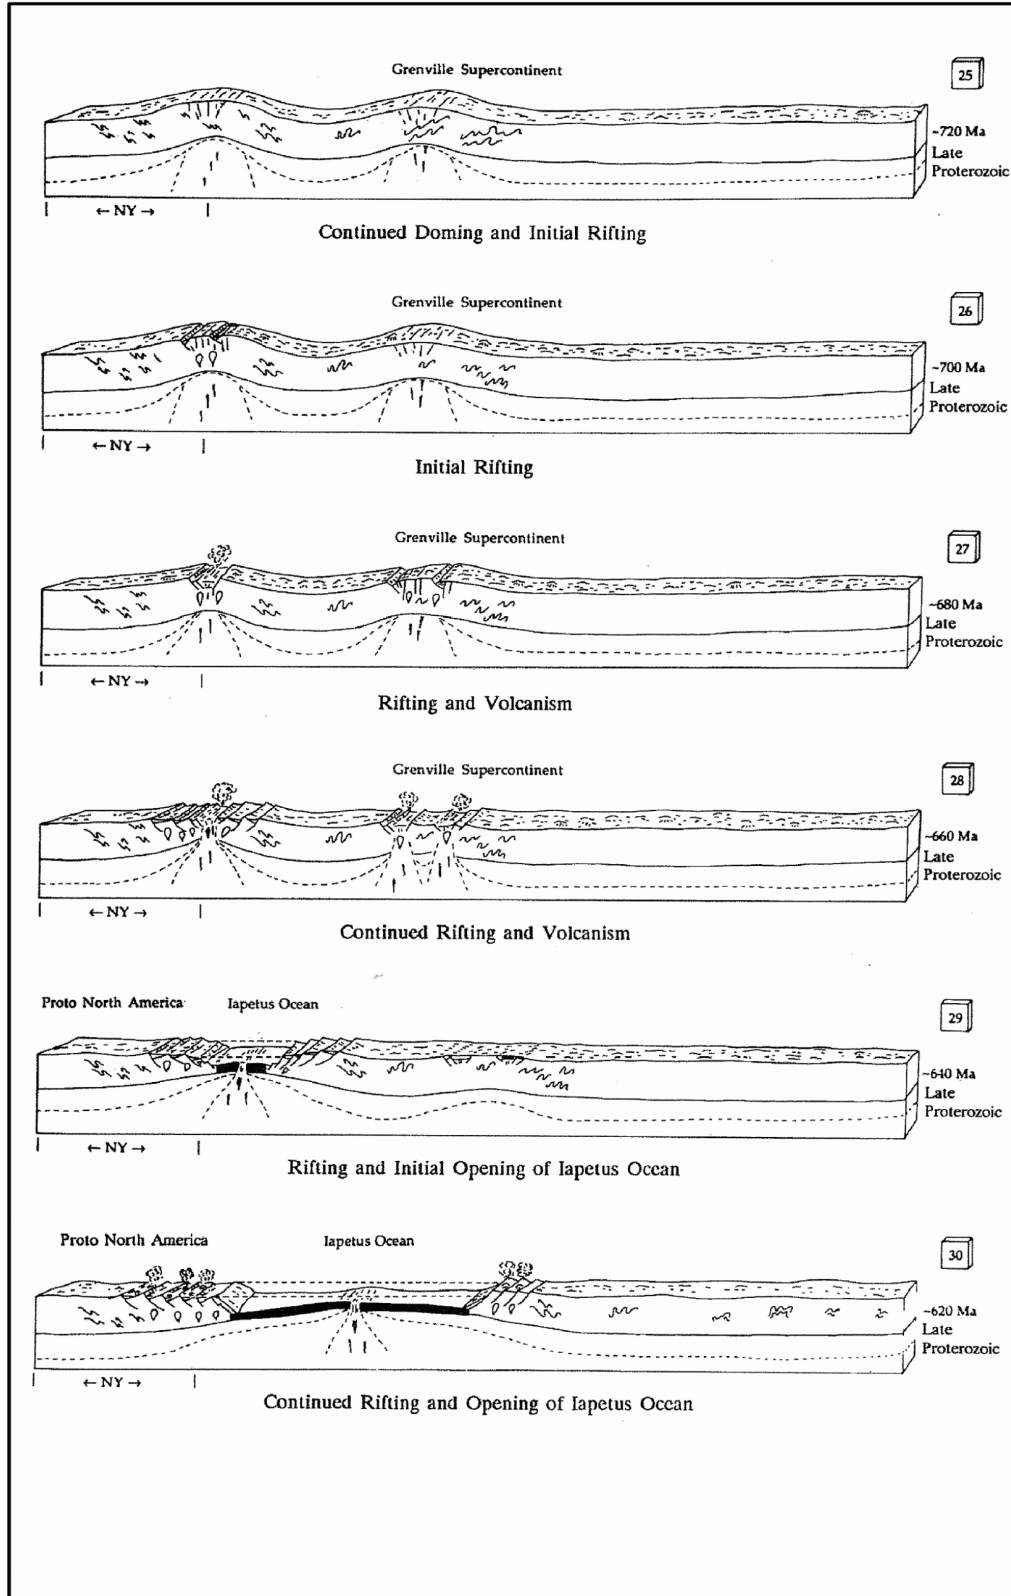 Grenville Supercontinent
25
~720 Ma
Late
Proterozoic
← NY →
Continued Doming and Initial Rifting
Grenville Supercontinent
26
~700 Ma
Late
Proterozoic
← NY →
Initial Rifting
Grenville Supercontinent
27
~680 Ma
Late
Proterozoic
← NY →
Rifting and Volcanism
Grenville Supercontinent
28
~660 Ma
Late
Proterozoic
← NY →
Continued Rifting and Volcanism
Proto North America Iapetus Ocean
29
~640 Ma
Late
Proterozoic
← NY →
Rifting and Initial Opening of Iapetus Ocean
Proto North America Iapetus Ocean
30
~620 Ma
Late
Proterozoic
← NY →
Continued Rifting and Opening of Iapetus Ocean